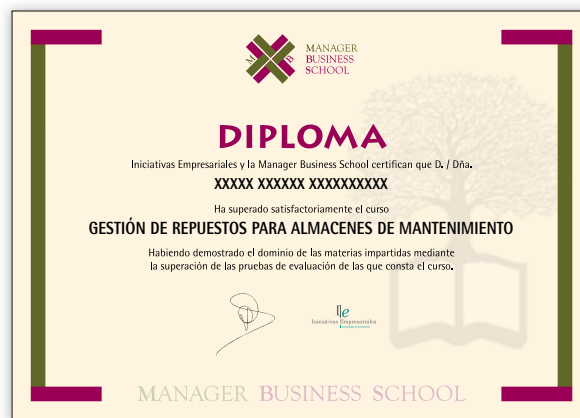 M B
MANAGER
BUSINESS
SCHOOL
DIPLOMA
Iniciativas Empresariales y la Manager Business School certifican que D. / Dña.
XXXXX XXXXXX XXXXXXXXXX
Ha superado satisfactoriamente el curso
GESTIÓN DE REPUESTOS PARA ALMACENES DE MANTENIMIENTO
Habiendo demostrado el dominio de las materias impartidas mediante
la superación de las pruebas de evaluación de las que consta el curso.
Iniciativas Empresariales
MANAGER BUSINESS SCHOOL